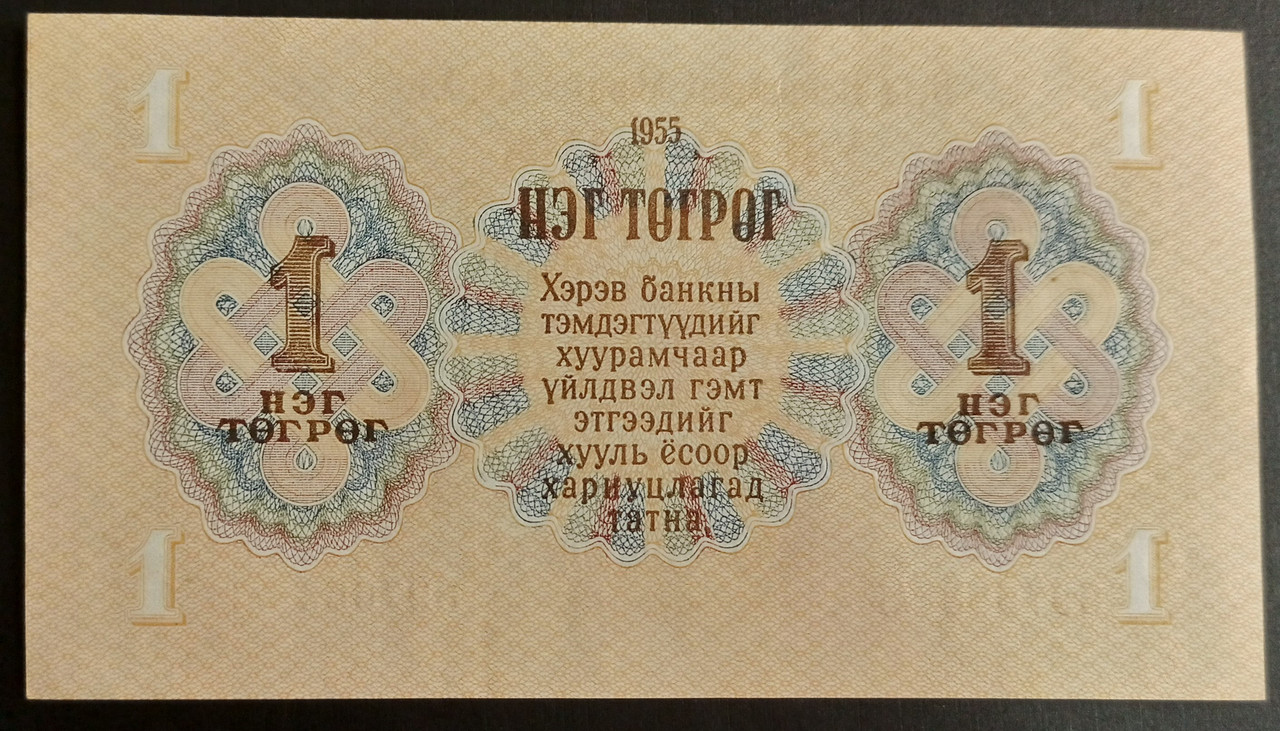 1
1
1955
НЭГ ТӨГРӨГ
1
НЭГ
ТӨГРӨГ
Хэрэв банкны
тэмдэгтүүдийг
хуурамчаар
үйлдвэл гэмт
этгээдийг
хууль ёсоор
хариуцлагад
татна
1
НЭГ
ТӨГРӨГ
1
1